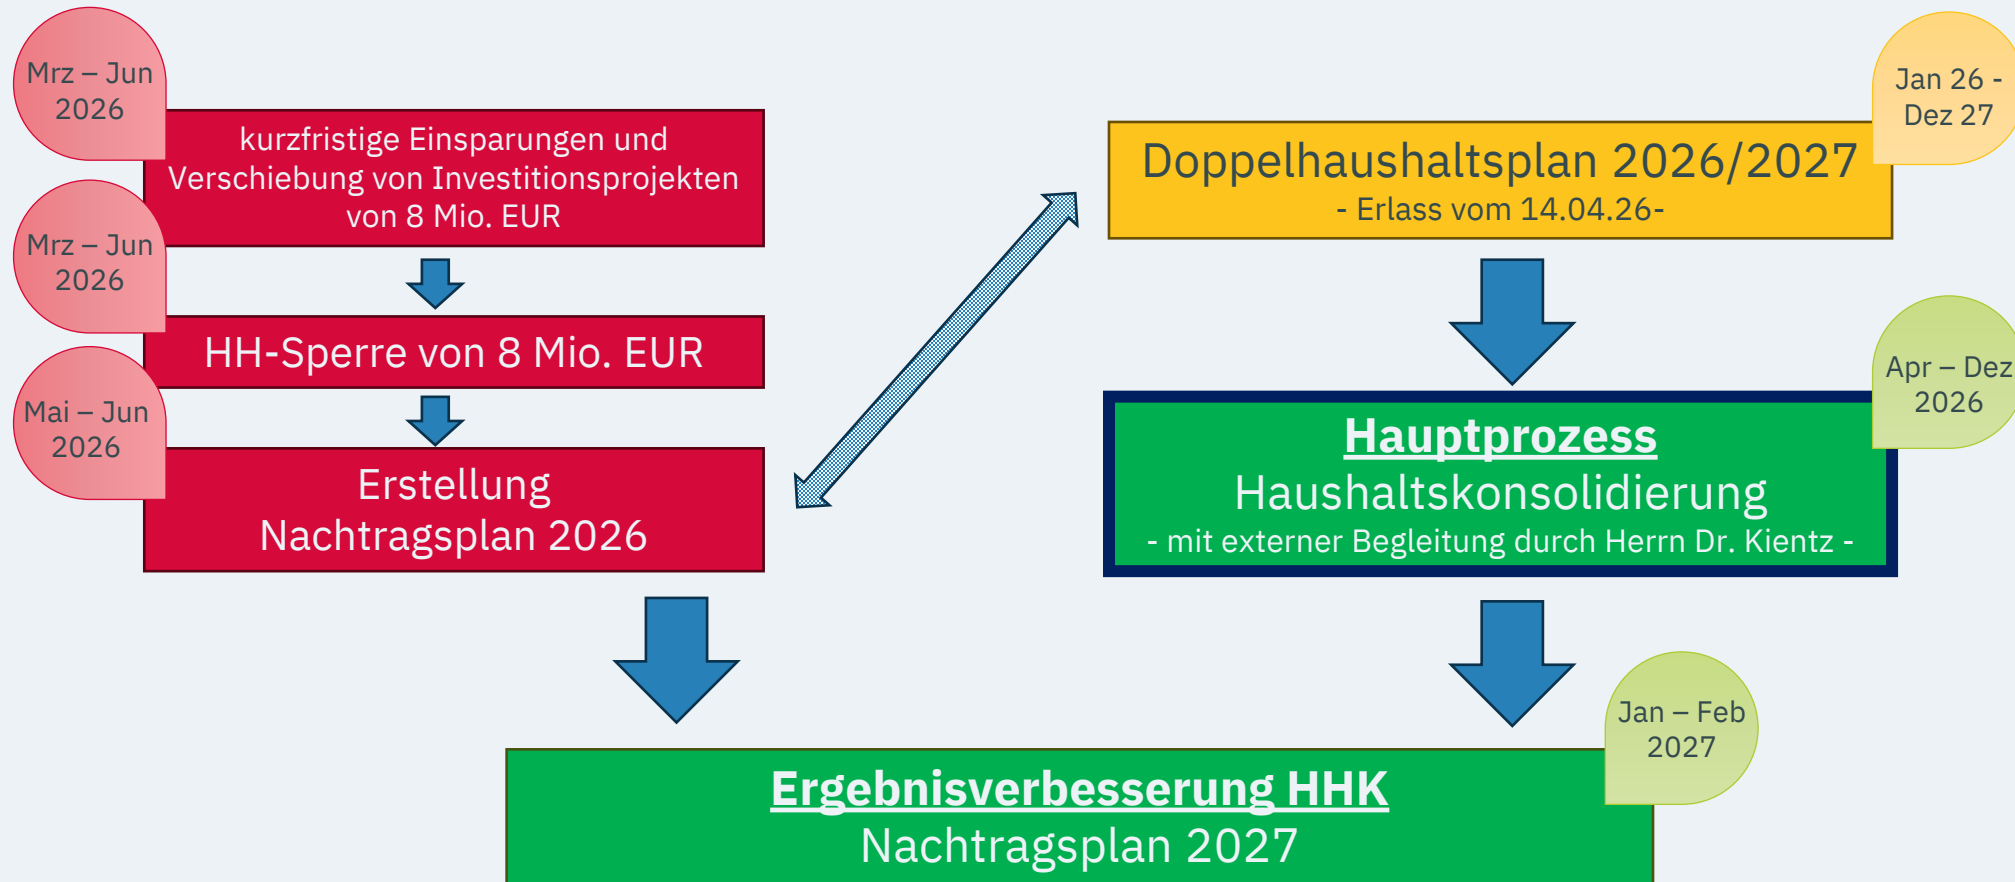 Mrz – Jun
2026
kurzfristige Einsparungen und
Verschiebung von Investitionsprojekten
von 8 Mio. EUR
Mrz – Jun
2026
HH-Sperre von 8 Mio. EUR
Mai – Jun
2026
Erstellung
Nachtragsplan 2026
Jan 26 -
Dez 27
Doppelhaushaltsplan 2026/2027
- Erlass vom 14.04.26-
Apr – Dez
2026
Hauptprozess
Haushaltskonsolidierung
- mit externer Begleitung durch Herrn Dr. Kientz -
Jan – Feb
2027
Ergebnisverbesserung HHK
Nachtragsplan 2027